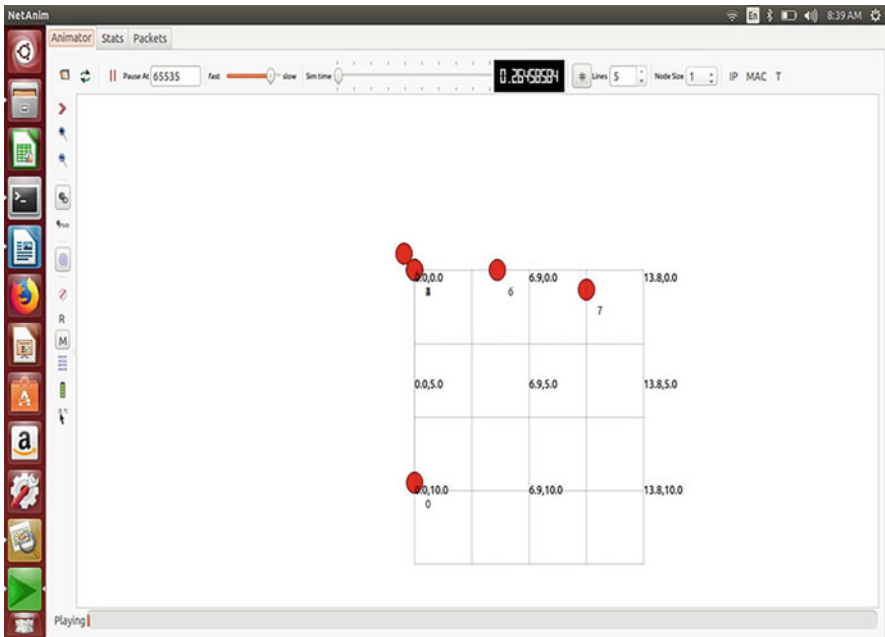 NetAnim
En
8:39 AM
Animator Stats Packets
Pause At 65535 fast slow Sim time Lines 5 Node Size 1 IP MAC T
R
M
0.0,0.0 6.9,0.0 13.8,0.0
6
7
0.0,5.0 6.9,5.0 13.8,5.0
0.0,10.0 6.9,10.0 13.8,10.0
0
Playing